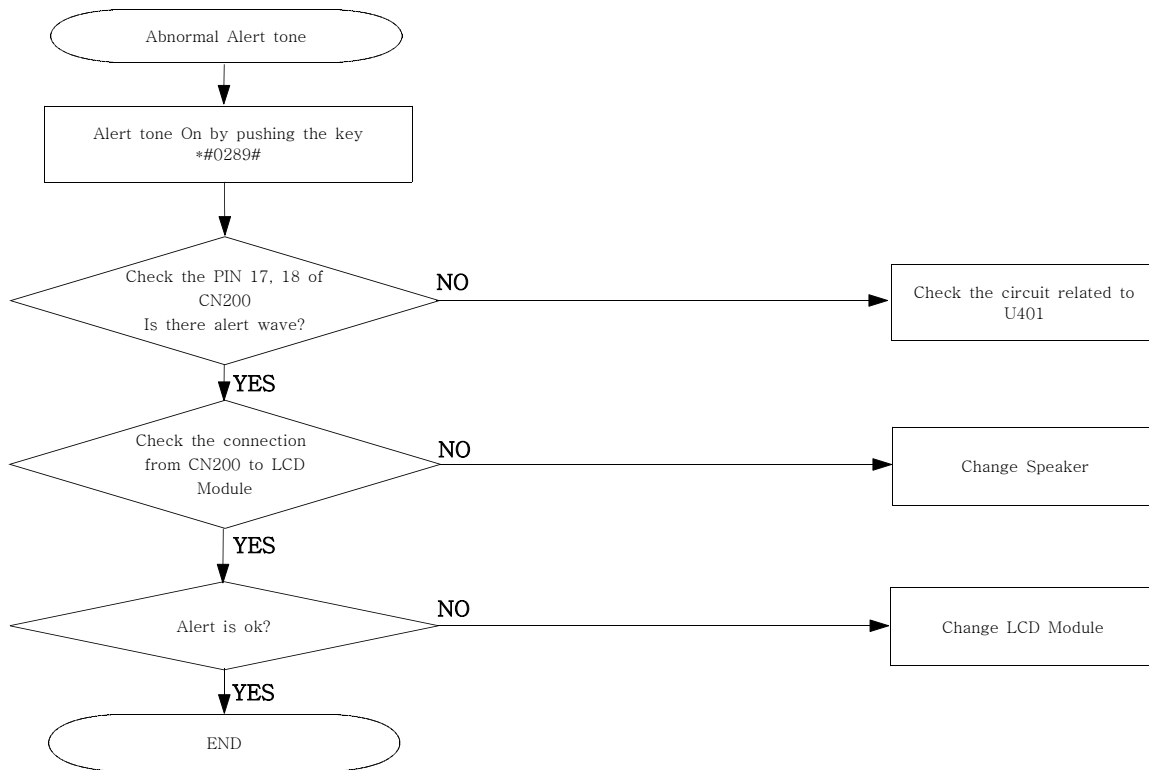 Abnormal Alert tone
Alert tone On by pushing the key
*#0289#
Check the PIN 17, 18 of
CN200
Is there alert wave?
NO
Check the circuit related to
U401
YES
Check the connection
from CN200 to LCD
Module
NO
Change Speaker
YES
Alert is ok?
NO
Change LCD Module
YES
END